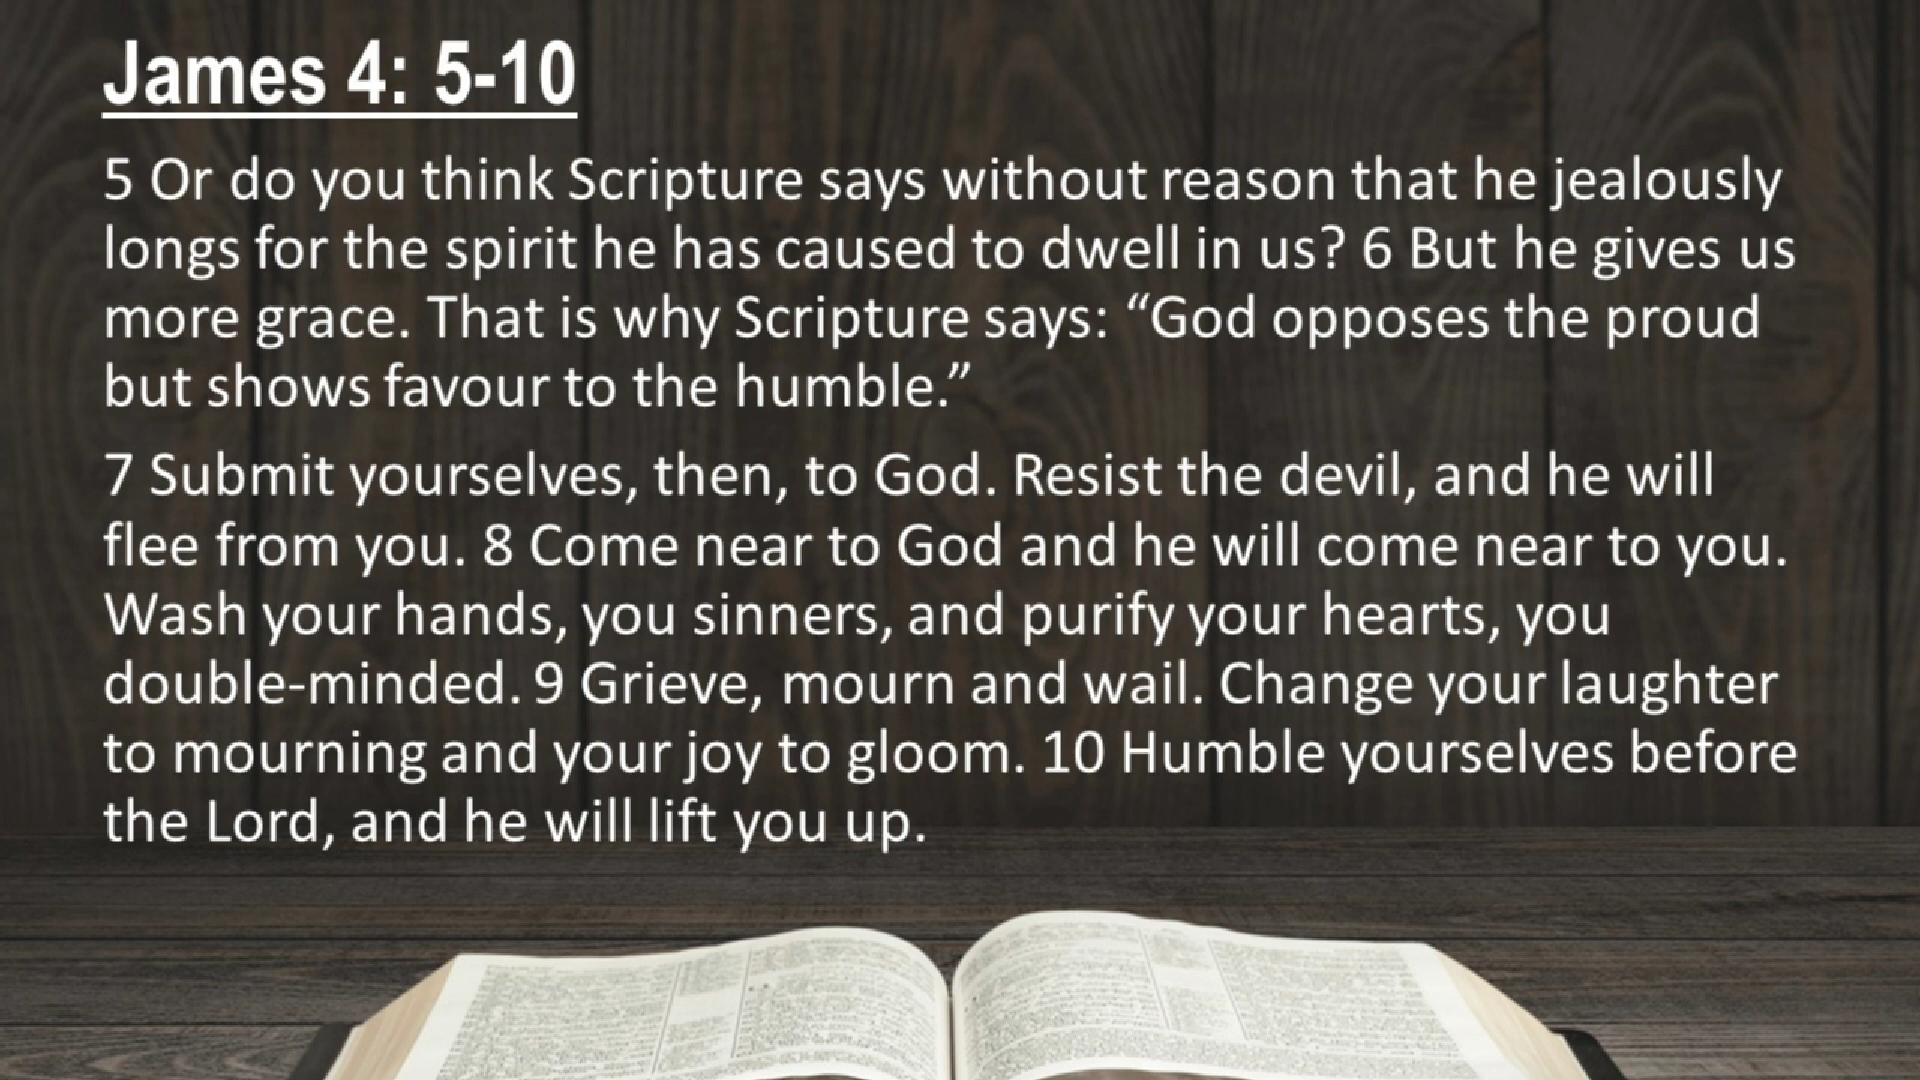 James 4: 5-10
5 Or do you think Scripture says without reason that he jealously
longs for the spirit he has caused to dwell in us? 6 But he gives us
more grace. That is why Scripture says: “God opposes the proud
but shows favour to the humble.”
7 Submit yourselves, then, to God. Resist the devil, and he will
flee from you. 8 Come near to God and he will come near to you.
Wash your hands, you sinners, and purify your hearts, you
double-minded. 9 Grieve, mourn and wail. Change your laughter
to mourning and your joy to gloom. 10 Humble yourselves before
the Lord, and he will lift you up.